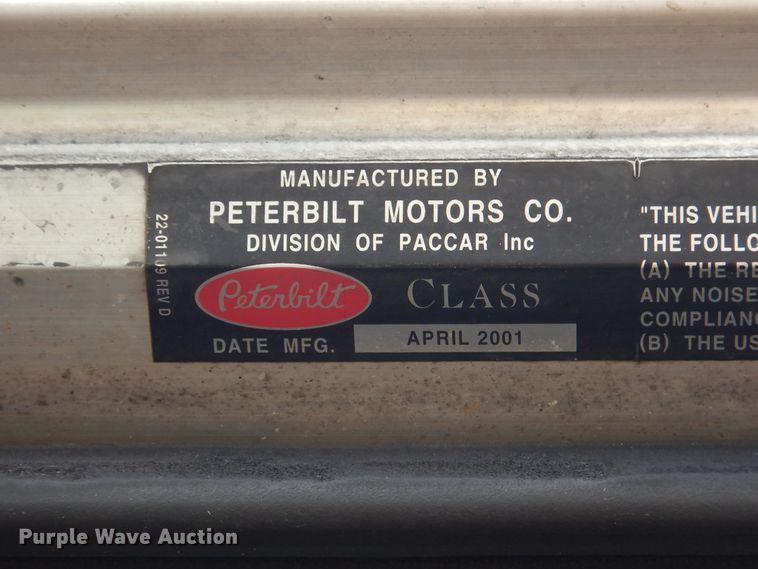 MANUFACTURED BY
PETERBILT MOTORS CO.
DIVISION OF PACCAR Inc
Peterbilt CLASS
DATE MFG. APRIL 2001
22-01109 REV D
"THIS VEHI
THE FOLLO
(A) THE RE
ANY NOISE
COMPLIANC
(B) THE US
Purple Wave Auction